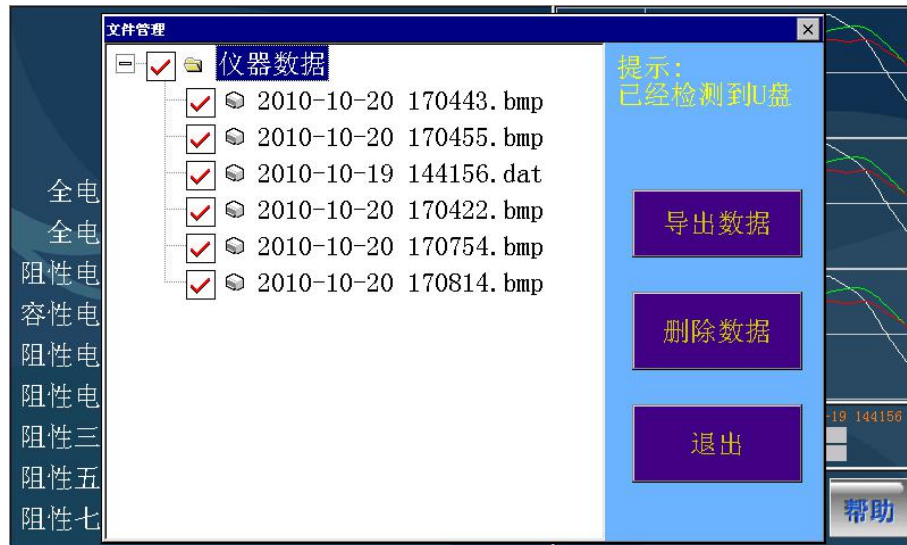 文件管理
仪器数据
2010-10-20 170443.bmp
2010-10-20 170455.bmp
2010-10-19 144156.dat
2010-10-20 170422.bmp
2010-10-20 170754.bmp
2010-10-20 170814.bmp
提示:
已经检测到U盘
导出数据
删除数据
退出
全电
全电
阻性电
容性电
阻性电
阻性电
阻性三
阻性五
阻性七
-19 144156
帮助